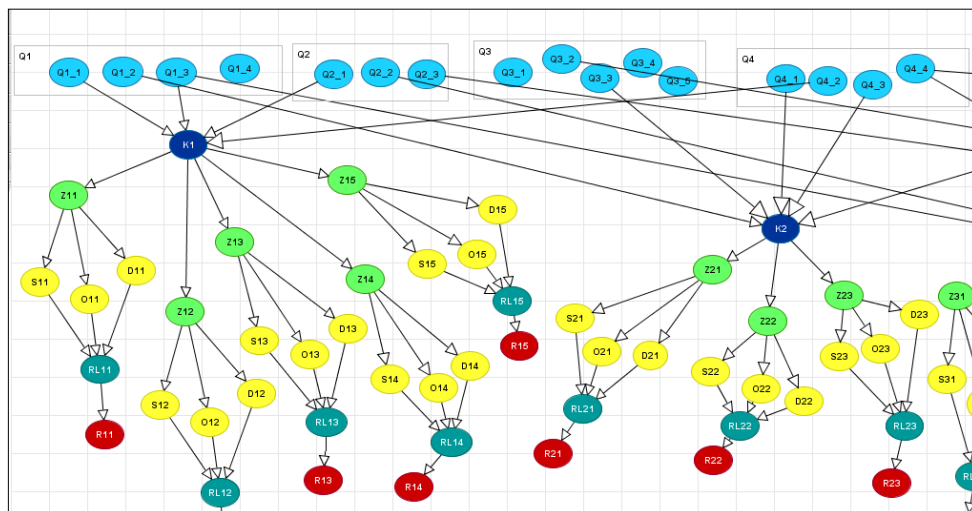 Q1
Q1_1
Q1_2
Q1_3
Q1_4
Q2
Q2_1
Q2_2
Q2_3
Q3
Q3_1
Q3_2
Q3_3
Q3_4
Q3_5
Q4
Q4_1
Q4_2
Q4_3
Q4_4
K1
K2
Z11
Z12
Z13
Z14
Z15
S11
O11
D11
RL11
R11
S12
O12
D12
RL12
S13
O13
D13
RL13
R13
S14
O14
D14
RL14
R14
S15
O15
D15
RL15
R15
Z21
Z22
Z23
Z31
S21
O21
D21
RL21
R21
S22
O22
D22
RL22
R22
S23
O23
D23
RL23
R23
S31